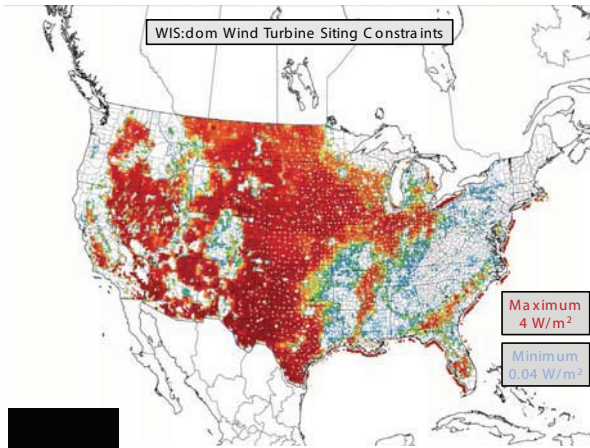 WIS:dom Wind Turbine Siting Constraints
Maximum
4 W/m²
Minimum
0.04 W/m²